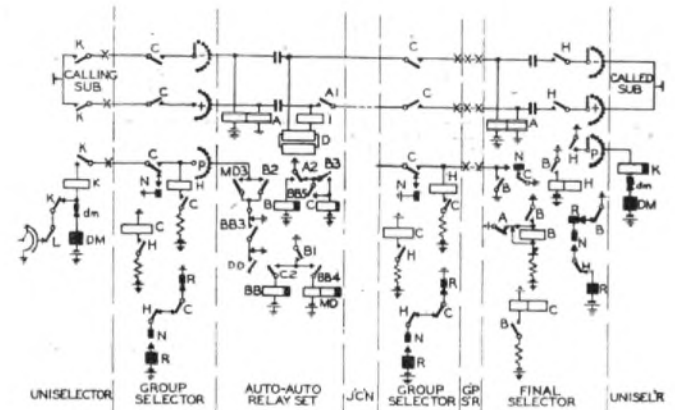 K C C H
CALLING SUB CALLED SUB
K C A1 H
A I A
D
K C MD3 B2 A2 B3 H
N H BB5 N B
K B C H B H K
K dm C BB3 C C dm
L DM H B1 A B R B DM
DD C2 BB4 H N
R R B H
H C BB MD H C C R
N N B
R R
UNISELECTOR GROUP SELECTOR AUTO-AUTO RELAY SET J'C'N GROUP SELECTOR GP S'R FINAL SELECTOR UNISEL'R